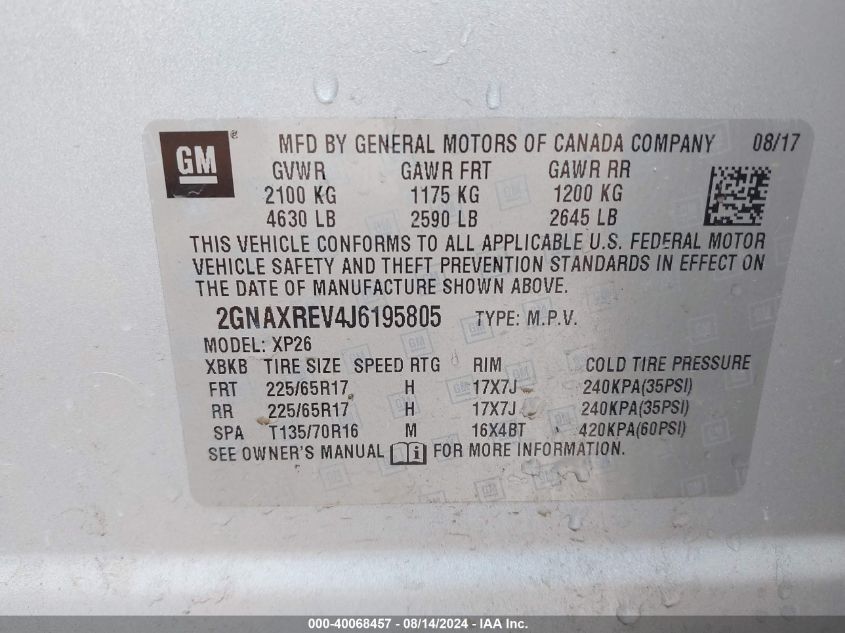 GM ® MFD BY GENERAL MOTORS OF CANADA COMPANY 08/17
GVWR GAWR FRT GAWR RR
2100 KG 1175 KG 1200 KG
4630 LB 2590 LB 2645 LB
THIS VEHICLE CONFORMS TO ALL APPLICABLE U.S. FEDERAL MOTOR
VEHICLE SAFETY AND THEFT PREVENTION STANDARDS IN EFFECT ON
THE DATE OF MANUFACTURE SHOWN ABOVE.
2GNAXREV4J6195805 TYPE: M.P.V.
MODEL: XP26
XBKB TIRE SIZE SPEED RTG RIM COLD TIRE PRESSURE
FRT 225/65R17 H 17X7J 240KPA(35PSI)
RR 225/65R17 H 17X7J 240KPA(35PSI)
SPA T135/70R16 M 16X4BT 420KPA(60PSI)
SEE OWNER'S MANUAL FOR MORE INFORMATION.
000-40068457 - 08/14/2024 - IAA Inc.